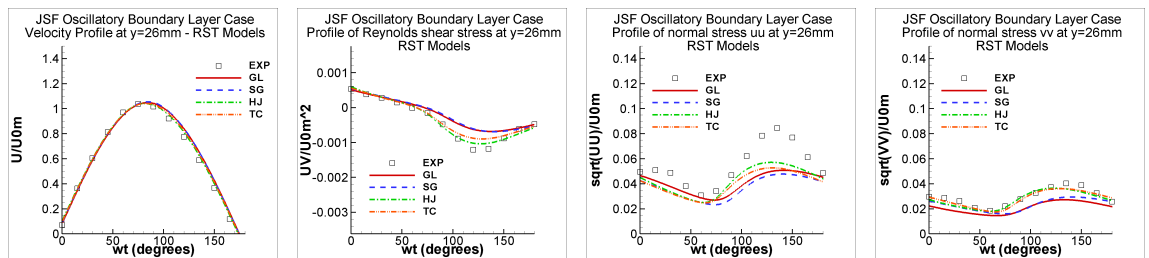 JSF Oscillatory Boundary Layer Case
Velocity Profile at y=26mm - RST Models
U/U0m
1.4
1.2
1
0.8
0.6
0.4
0.2
0
0
50
100
150
wt (degrees)
EXP
GL
SG
HJ
TC
JSF Oscillatory Boundary Layer Case
Profile of Reynolds shear stress at y=26mm
RST Models
UV/U0m^2
0.001
0
-0.001
-0.002
-0.003
0
50
100
150
wt (degrees)
EXP
GL
SG
HJ
TC
JSF Oscillatory Boundary Layer Case
Profile of normal stress uu at y=26mm
RST Models
sqrt(UU)/U0m
0.14
0.12
0.1
0.08
0.06
0.04
0.02
0
0
50
100
150
wt (degrees)
EXP
GL
SG
HJ
TC
JSF Oscillatory Boundary Layer Case
Profile of normal stress vv at y=26mm
RST Models
sqrt(VV)/U0m
0.14
0.12
0.1
0.08
0.06
0.04
0.02
0
0
50
100
150
wt (degrees)
EXP
GL
SG
HJ
TC